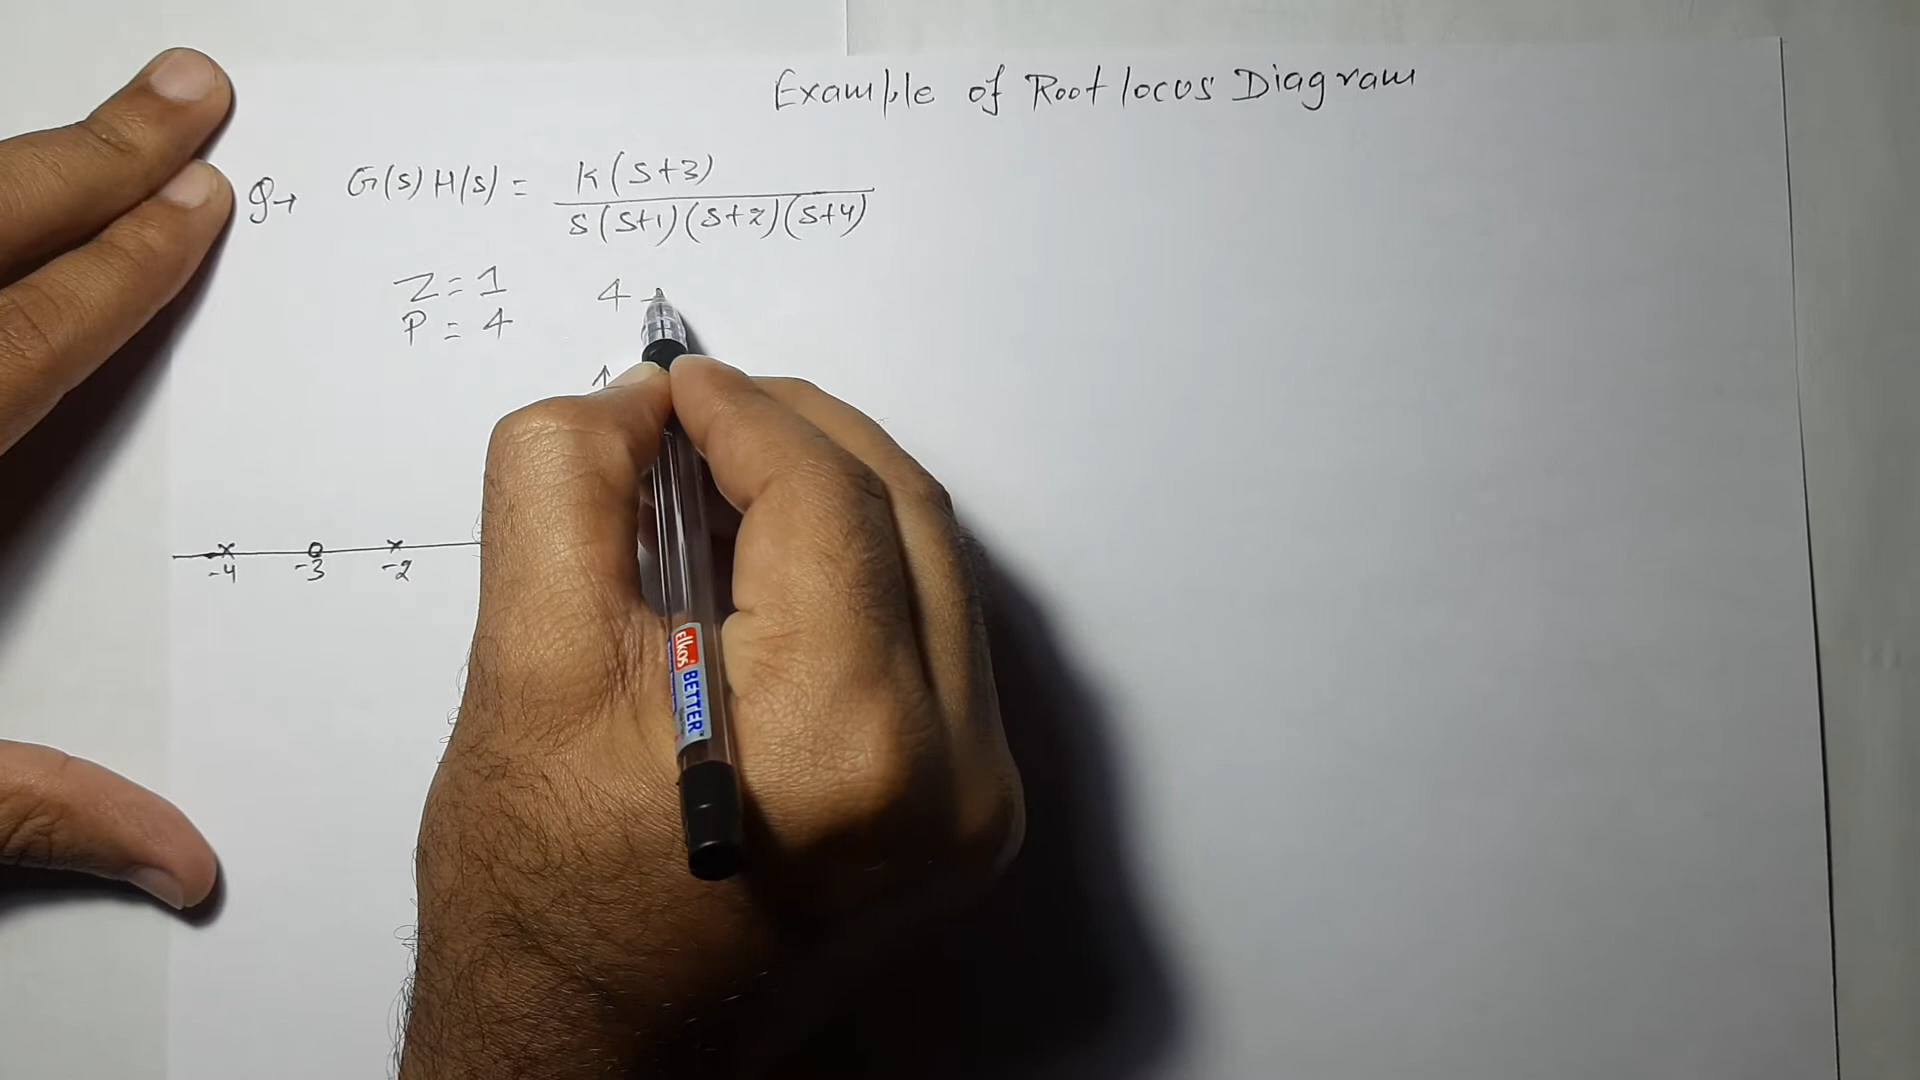 Example of Root locus Diagram
Q→ G(s) H(s) = K(s+3)
s(s+1)(s+2)(s+4)
Z = 1
P = 4
4 -
-4 -3 -2
Elkos BETTER